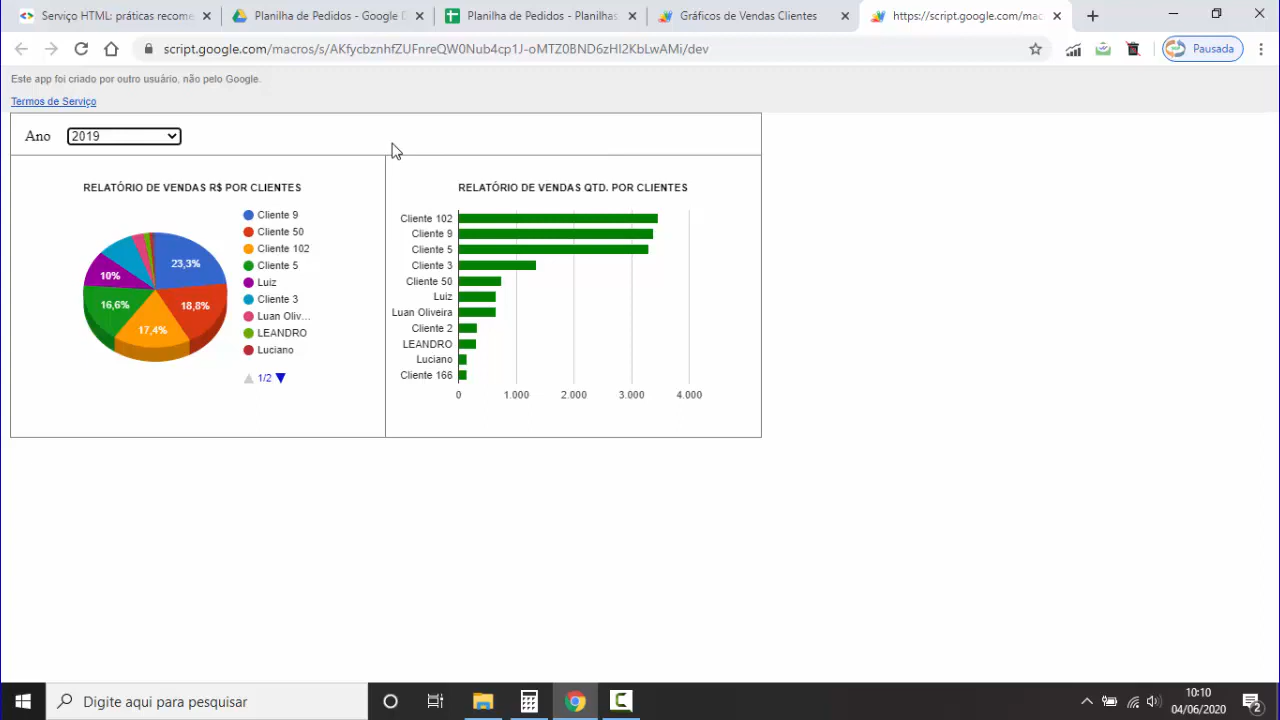 Serviço HTML: práticas recom
Planilha de Pedidos - Google D
Planilha de Pedidos - Planilhas
Gráficos de Vendas Clientes
https://script.google.com/mac
script.google.com/macros/s/AKfycbznhfZUFnreQW0Nub4cp1J-oMTZ0BND6zHI2KbLwAMi/dev
Pausada
Este app foi criado por outro usuário, não pelo Google.
Termos de Serviço
Ano 2019
RELATÓRIO DE VENDAS R$ POR CLIENTES
23,3%
18,8%
17,4%
16,6%
10%
Cliente 9
Cliente 50
Cliente 102
Cliente 5
Luiz
Cliente 3
Luan Oliv...
LEANDRO
Luciano
1/2
RELATÓRIO DE VENDAS QTD. POR CLIENTES
Cliente 102
Cliente 9
Cliente 5
Cliente 3
Cliente 50
Luiz
Luan Oliveira
Cliente 2
LEANDRO
Luciano
Cliente 166
0 1.000 2.000 3.000 4.000
Digite aqui para pesquisar
10:10
04/06/2020
2